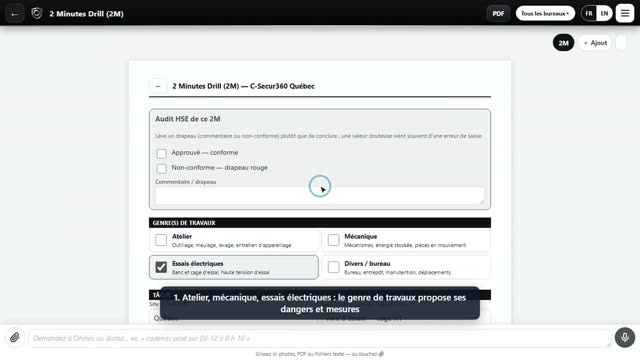 ← 2 Minutes Drill (2M) PDF Tous les bureaux FR EN
2M + Ajout
← 2 Minutes Drill (2M) — C-Secur360 Québec
Audit HSE de ce 2M
Lève un drapeau (commentaire ou non-conforme) plutôt que de conclure : une valeur douteuse vient souvent d'une erreur de saisie.
Approuvé — conforme
Non-conforme — drapeau rouge
Commentaire / drapeau
GENRE(S) DE TRAVAUX
Atelier
Outillage, meulage, levage, entretien d'appareillage
Mécanique
Mécanismes, énergie stockée, pièces en mouvement
Essais électriques
Banc et cage d'essai, haute tension d'essai
Divers / bureau
Bureau, entrepôt, manutention, déplacements
1. Atelier, mécanique, essais électriques : le genre de travaux propose ses
dangers et mesures
Demandez à Ohmni ou dictez… ex. « cadenas posé sur DJ-12 à 8 h 10 »
Glissez ici photos, PDF ou fichiers texte — ou touchez